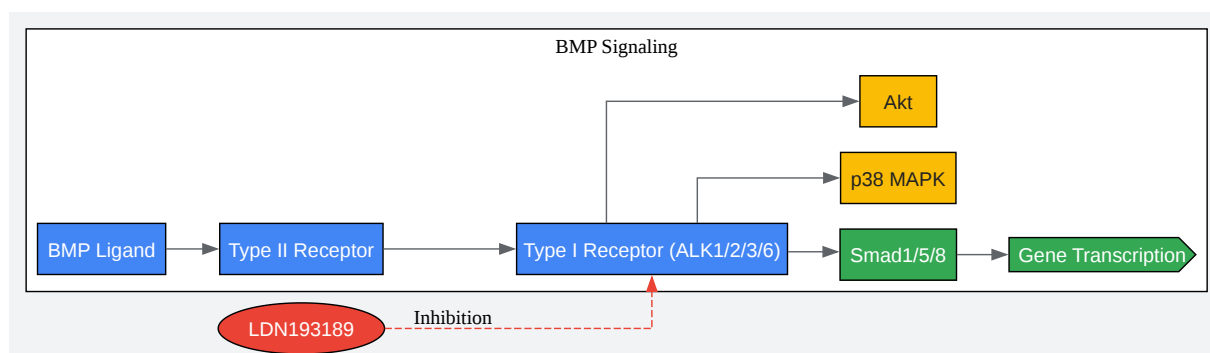 BMP Signaling
Akt
p38 MAPK
BMP Ligand
Type II Receptor
Type I Receptor (ALK1/2/3/6)
Smad1/5/8
Gene Transcription
LDN193189
Inhibition